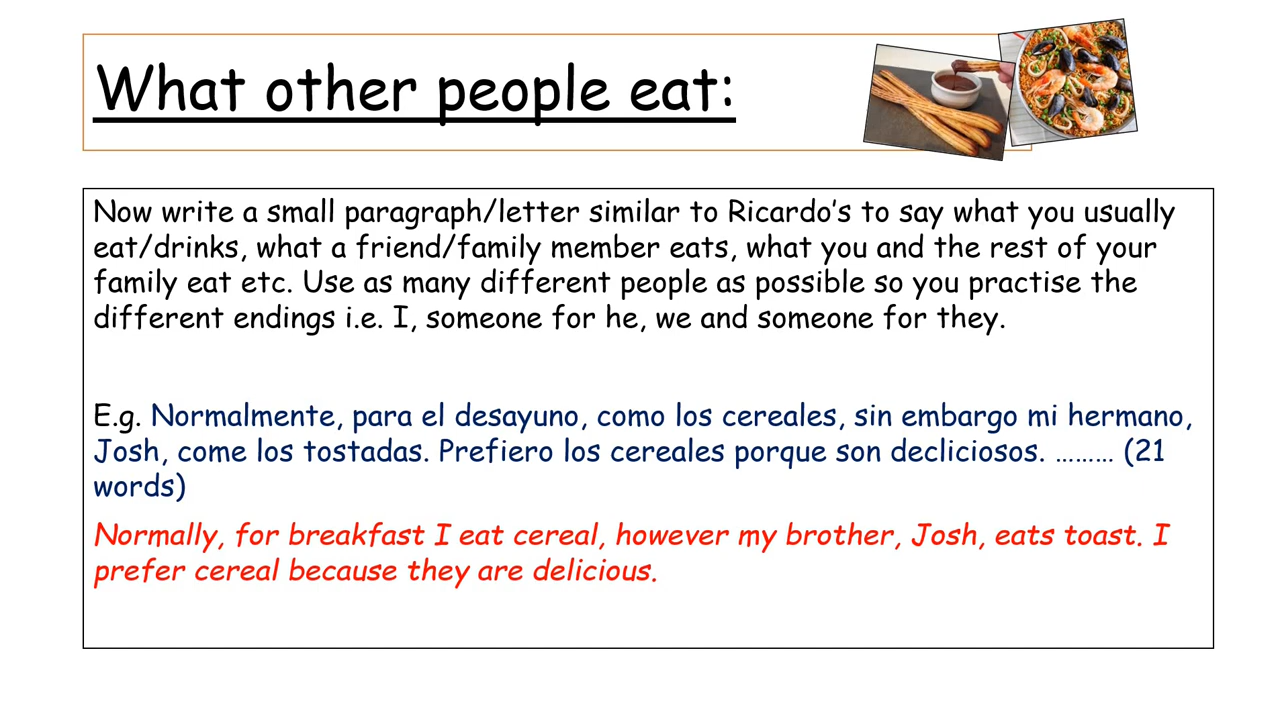 What other people eat:
Now write a small paragraph/letter similar to Ricardo's to say what you usually
eat/drinks, what a friend/family member eats, what you and the rest of your
family eat etc. Use as many different people as possible so you practise the
different endings i.e. I, someone for he, we and someone for they.
E.g. Normalmente, para el desayuno, como los cereales, sin embargo mi hermano,
Josh, come los tostadas. Prefiero los cereales porque son decliciosos. ……… (21
words)
Normally, for breakfast I eat cereal, however my brother, Josh, eats toast. I
prefer cereal because they are delicious.